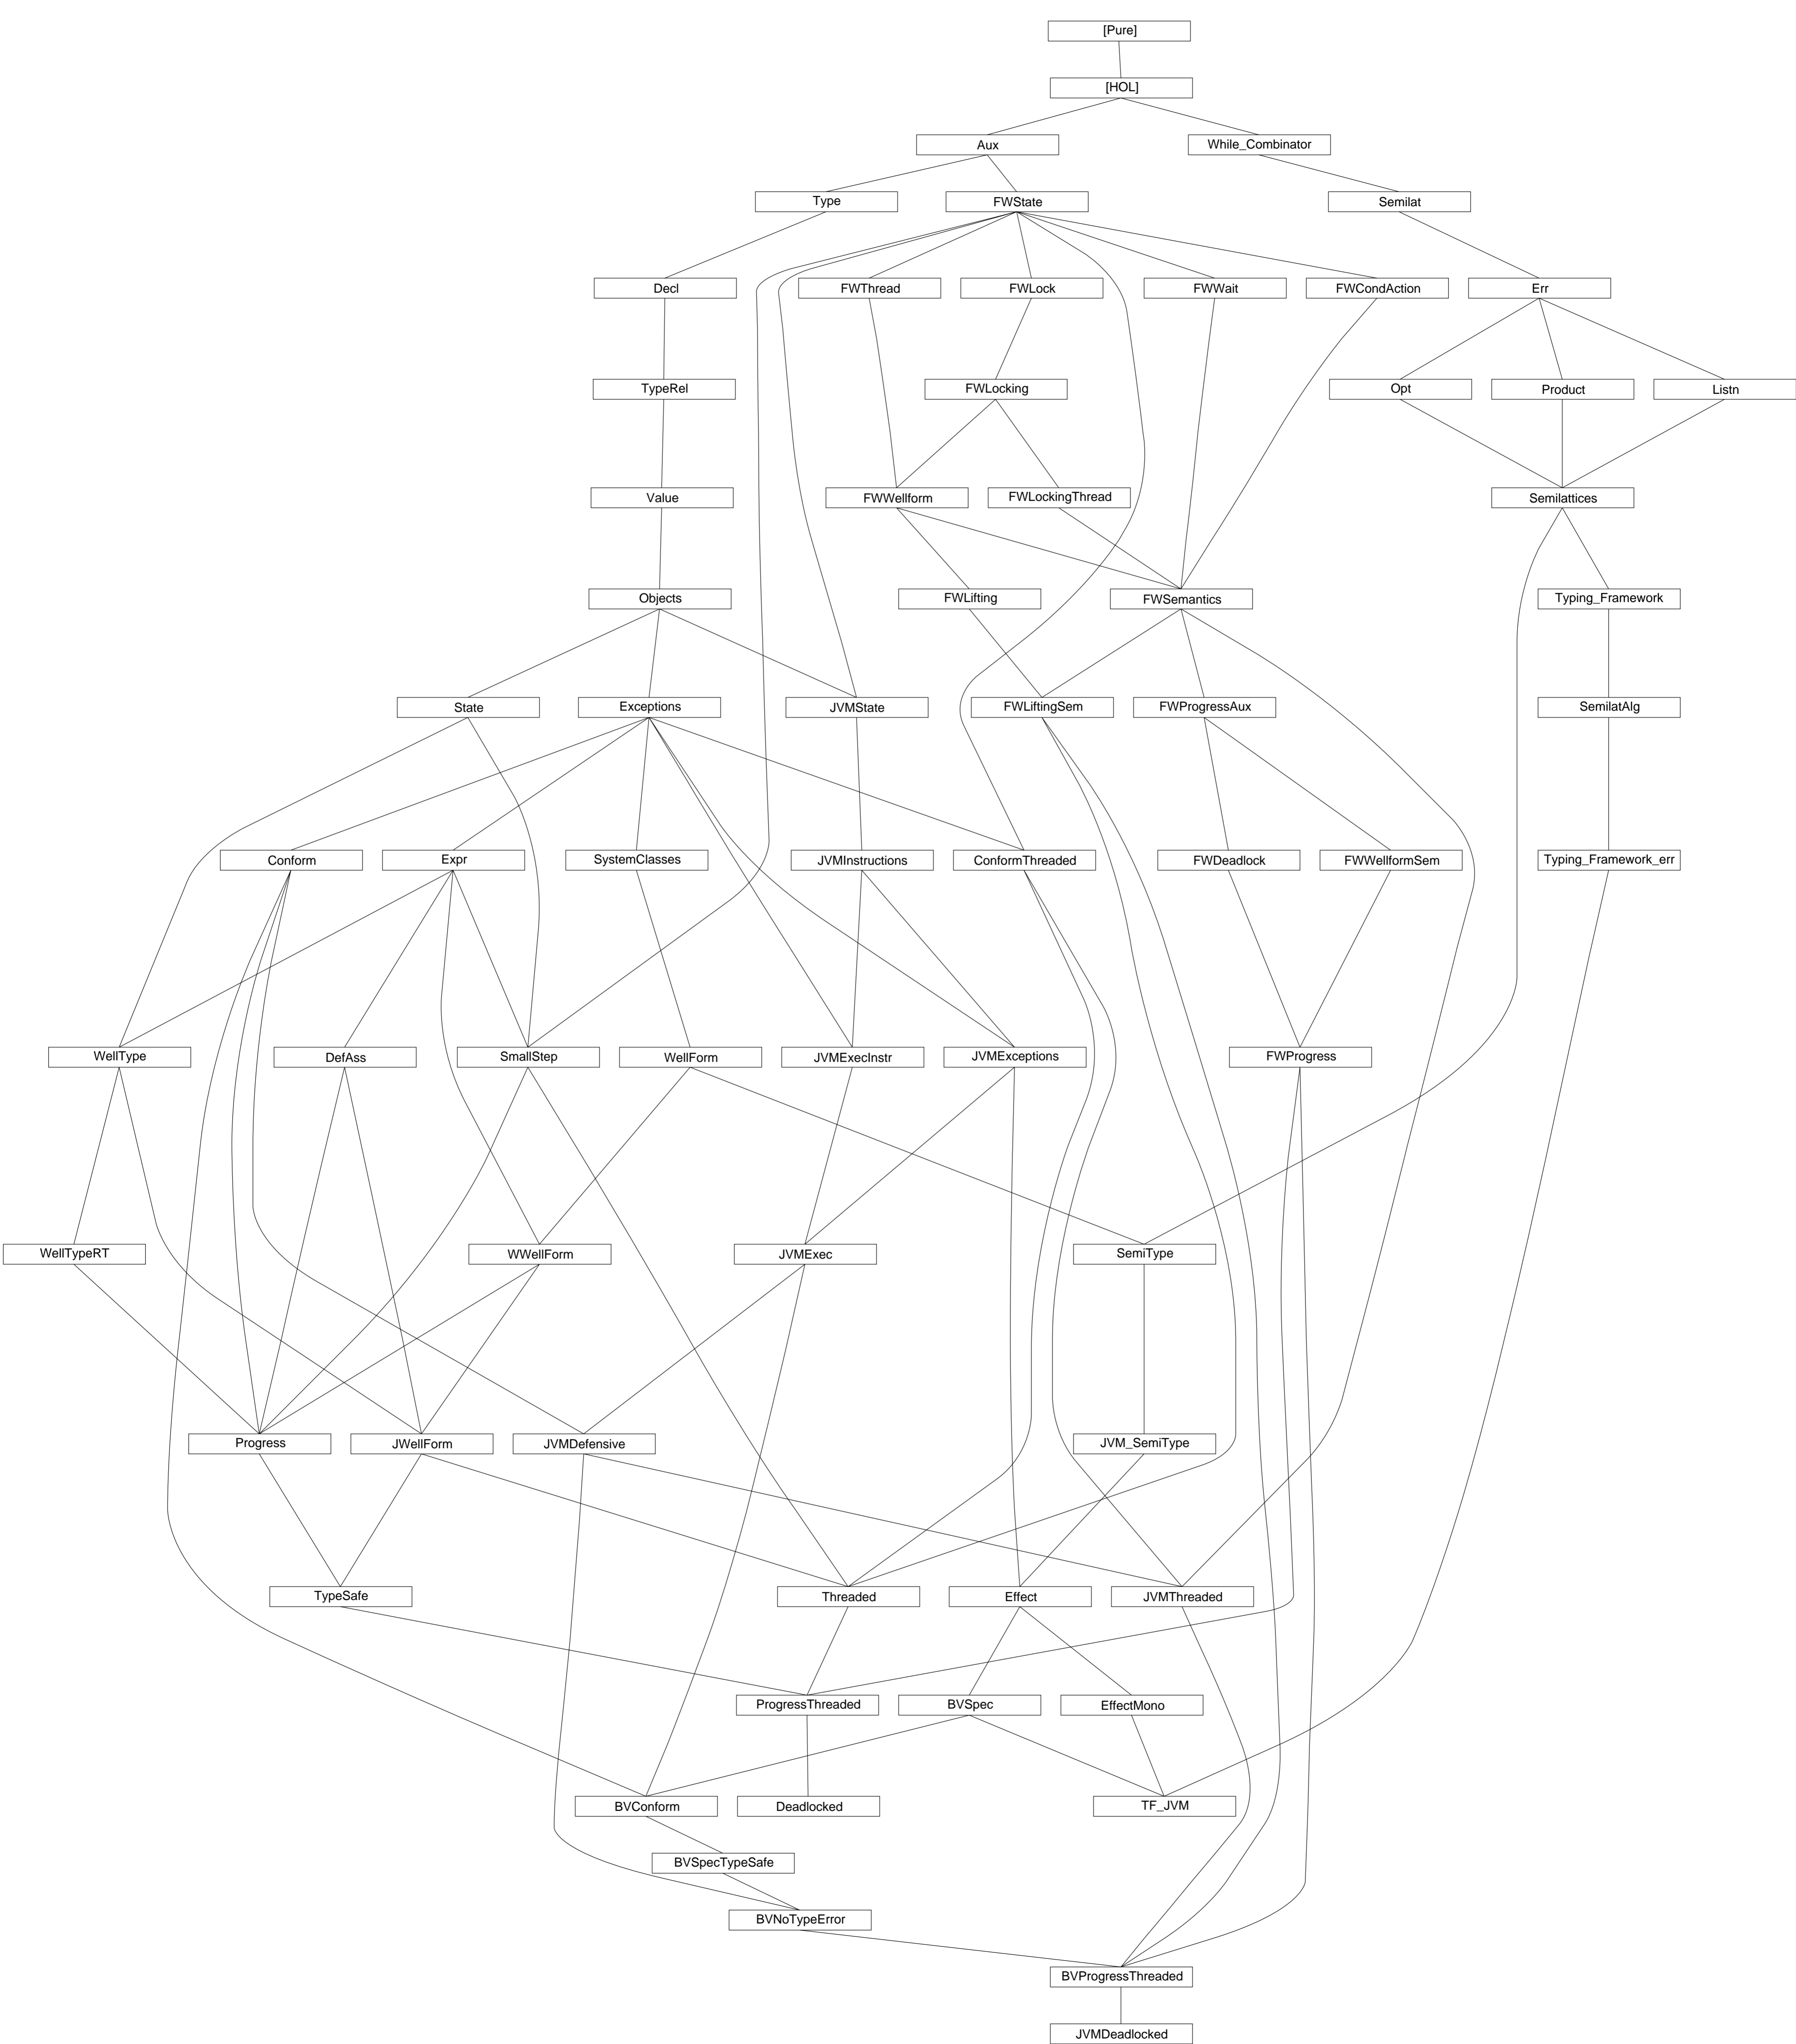 [Pure]
[HOL]
Aux
While_Combinator
Type
FWState
Semilat
Decl
FWThread
FWLock
FWWait
FWCondAction
Err
TypeRel
FWLocking
Opt
Product
Listn
Value
FWWellform
FWLockingThread
Semilattices
Objects
FWLifting
FWSemantics
Typing_Framework
State
Exceptions
JVMState
FWLiftingSem
FWProgressAux
SemilatAlg
Conform
Expr
SystemClasses
JVMInstructions
ConformThreaded
FWDeadlock
FWWellformSem
Typing_Framework_err
WellType
DefAss
SmallStep
WellForm
JVMExecInstr
JVMExceptions
FWProgress
WellTypeRT
WWellForm
JVMExec
SemiType
Progress
JWellForm
JVMDefensive
JVM_SemiType
TypeSafe
Threaded
Effect
JVMThreaded
ProgressThreaded
BVSpec
EffectMono
BVConform
Deadlocked
TF_JVM
BVSpecTypeSafe
BVNoTypeError
BVProgressThreaded
JVMDeadlocked